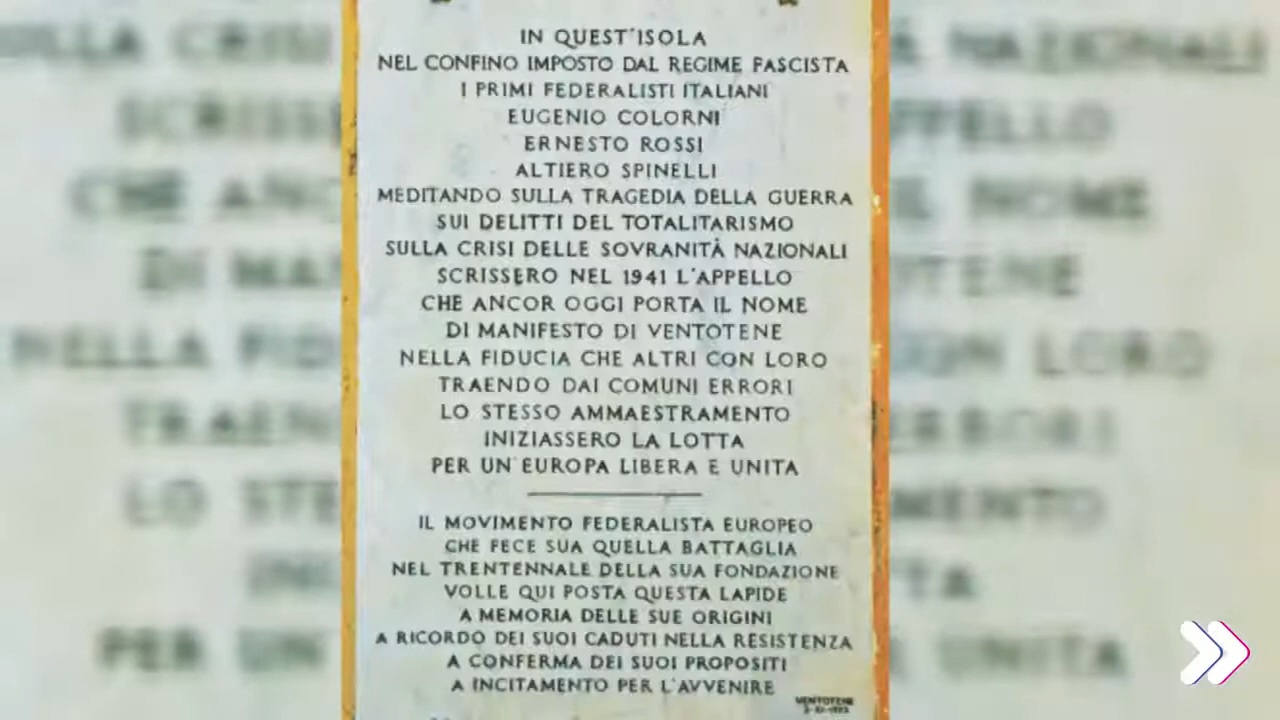 IN QUEST'ISOLA
NEL CONFINO IMPOSTO DAL REGIME FASCISTA
I PRIMI FEDERALISTI ITALIANI
EUGENIO COLORNI
ERNESTO ROSSI
ALTIERO SPINELLI
MEDITANDO SULLA TRAGEDIA DELLA GUERRA
SUI DELITTI DEL TOTALITARISMO
SULLA CRISI DELLE SOVRANITÀ NAZIONALI
SCRISSERO NEL 1941 L'APPELLO
CHE ANCOR OGGI PORTA IL NOME
DI MANIFESTO DI VENTOTENE
NELLA FIDUCIA CHE ALTRI CON LORO
TRAENDO DAI COMUNI ERRORI
LO STESSO AMMAESTRAMENTO
INIZIASSERO LA LOTTA
PER UN'EUROPA LIBERA E UNITA
IL MOVIMENTO FEDERALISTA EUROPEO
CHE FECE SUA QUELLA BATTAGLIA
NEL TRENTENNALE DELLA SUA FONDAZIONE
VOLLE QUI POSTA QUESTA LAPIDE
A MEMORIA DELLE SUE ORIGINI
A RICORDO DEI SUOI CADUTI NELLA RESISTENZA
A CONFERMA DEI SUOI PROPOSITI
A INCITAMENTO PER L'AVVENIRE
VENTOTENE